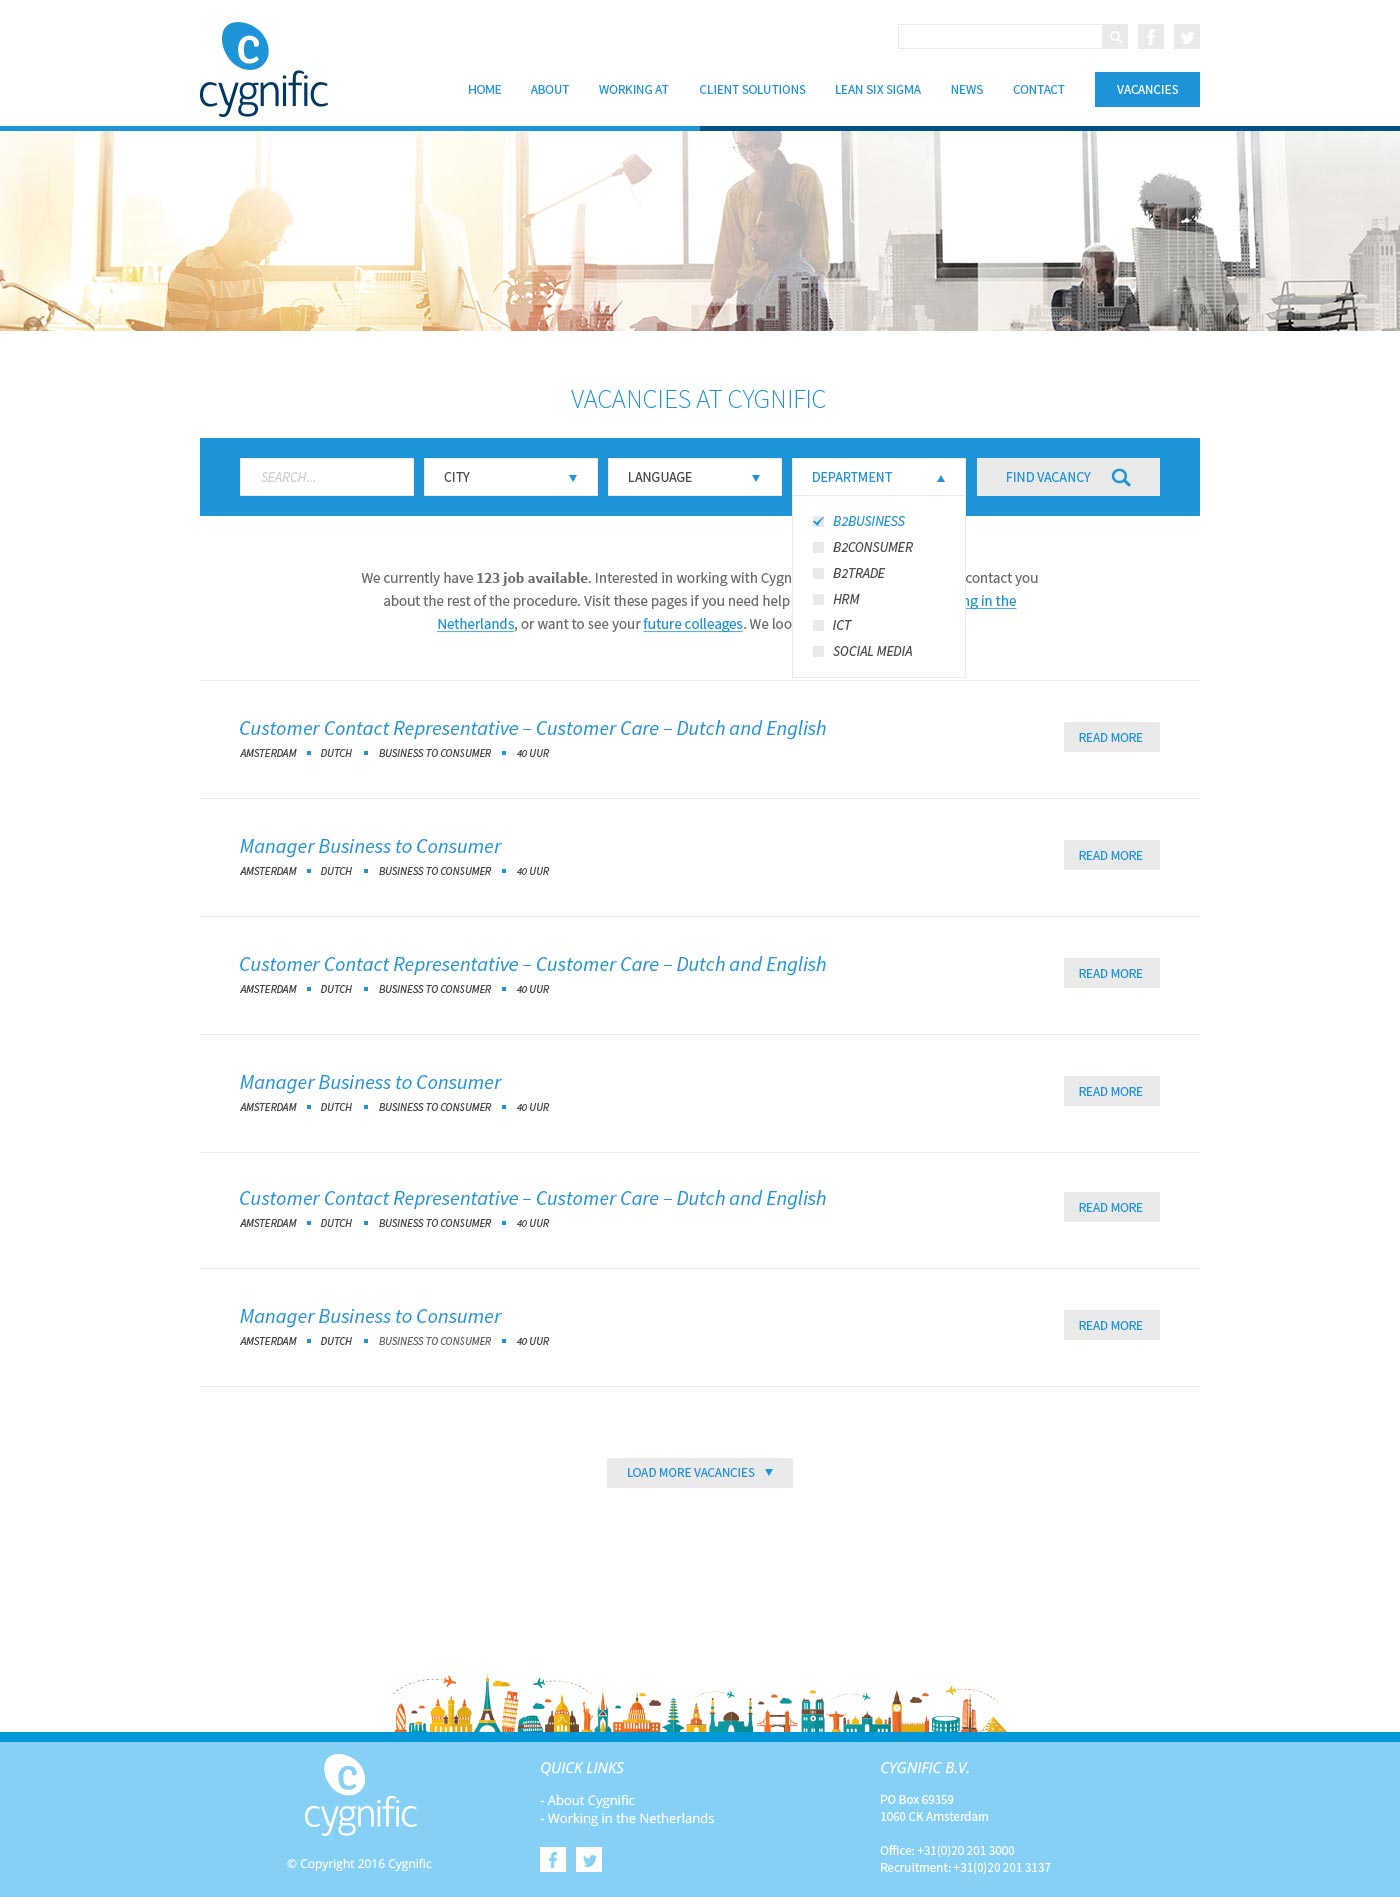 C
cygnific
HOME ABOUT WORKING AT CLIENT SOLUTIONS LEAN SIX SIGMA NEWS CONTACT VACANCIES
VACANCIES AT CYGNIFIC
SEARCH... CITY LANGUAGE DEPARTMENT FIND VACANCY
B2BUSINESS
B2CONSUMER
B2TRADE
HRM
ICT
SOCIAL MEDIA
We currently have 123 job available. Interested in working with Cygn contact you
about the rest of the procedure. Visit these pages if you need help ng in the
Netherlands, or want to see your future colleages. We loo
Customer Contact Representative – Customer Care – Dutch and English
AMSTERDAM ▪ DUTCH ▪ BUSINESS TO CONSUMER ▪ 40 UUR
READ MORE
Manager Business to Consumer
AMSTERDAM ▪ DUTCH ▪ BUSINESS TO CONSUMER ▪ 40 UUR
READ MORE
Customer Contact Representative – Customer Care – Dutch and English
AMSTERDAM ▪ DUTCH ▪ BUSINESS TO CONSUMER ▪ 40 UUR
READ MORE
Manager Business to Consumer
AMSTERDAM ▪ DUTCH ▪ BUSINESS TO CONSUMER ▪ 40 UUR
READ MORE
Customer Contact Representative – Customer Care – Dutch and English
AMSTERDAM ▪ DUTCH ▪ BUSINESS TO CONSUMER ▪ 40 UUR
READ MORE
Manager Business to Consumer
AMSTERDAM ▪ DUTCH ▪ BUSINESS TO CONSUMER ▪ 40 UUR
READ MORE
LOAD MORE VACANCIES
C
cygnific
© Copyright 2016 Cygnific
QUICK LINKS
- About Cygnific
- Working in the Netherlands
CYGNIFIC B.V.
PO Box 69359
1060 CK Amsterdam
Office: +31(0)20 201 3000
Recruitment: +31(0)20 201 3137